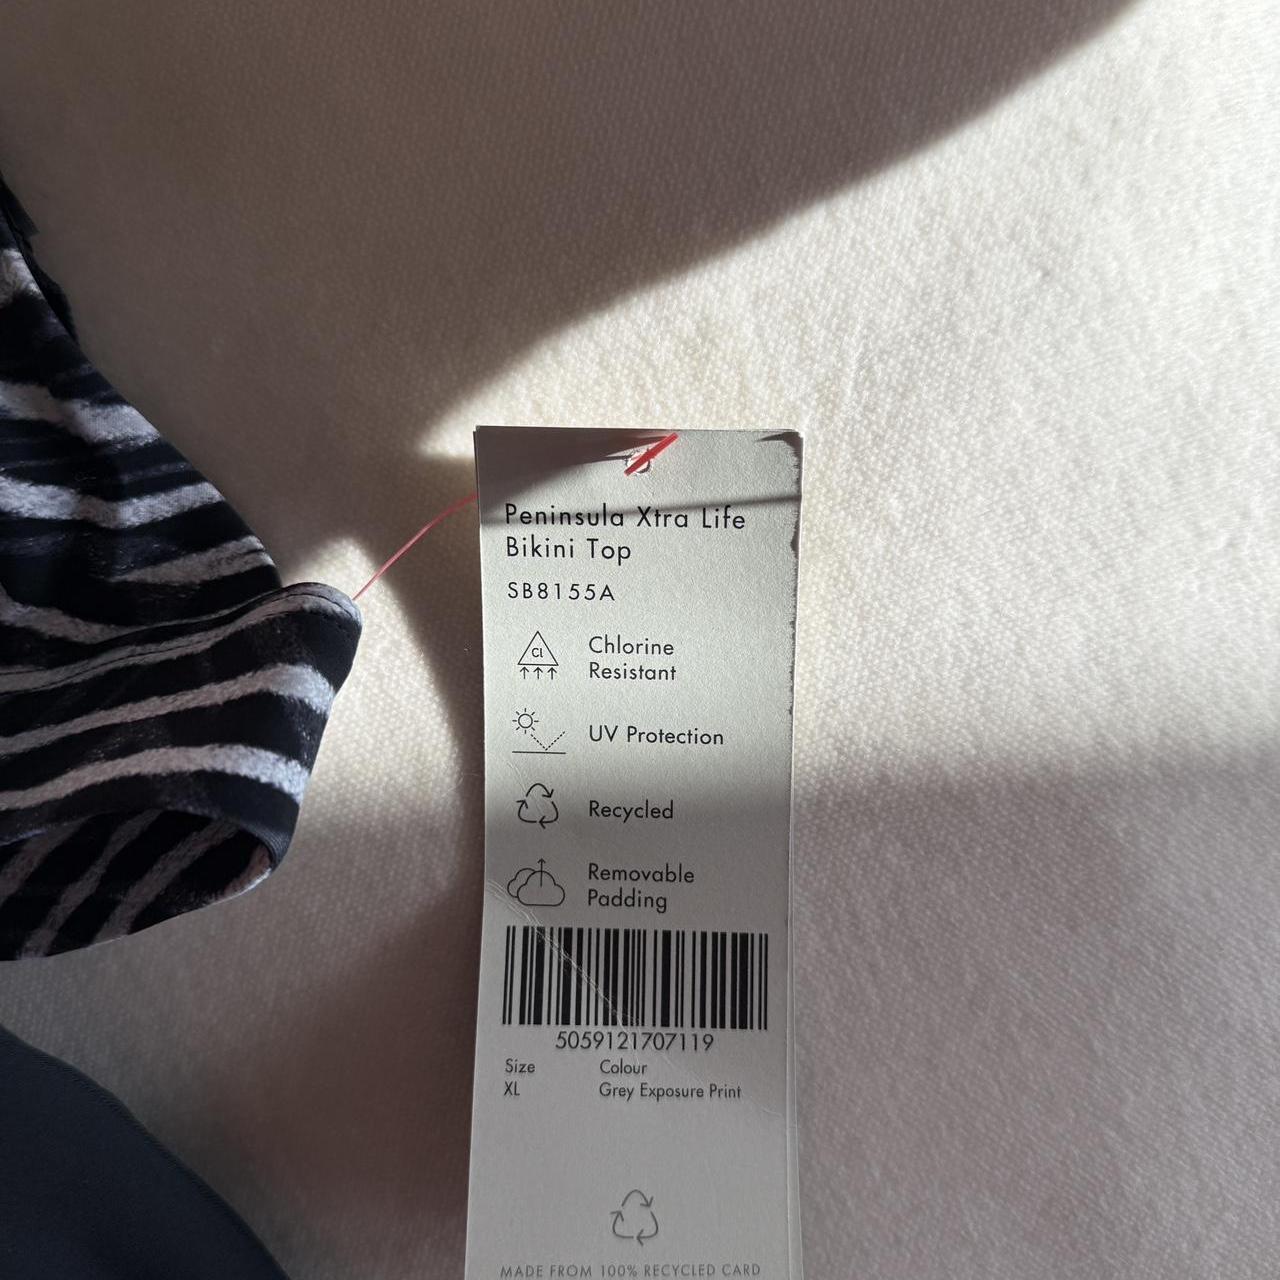 Peninsula Xtra Life
Bikini Top
SB8155A
CL
Chlorine
Resistant
UV Protection
Recycled
Removable
Padding
5059121707119
Size Colour
XL Grey Exposure Print
MADE FROM 100% RECYCLED CARD